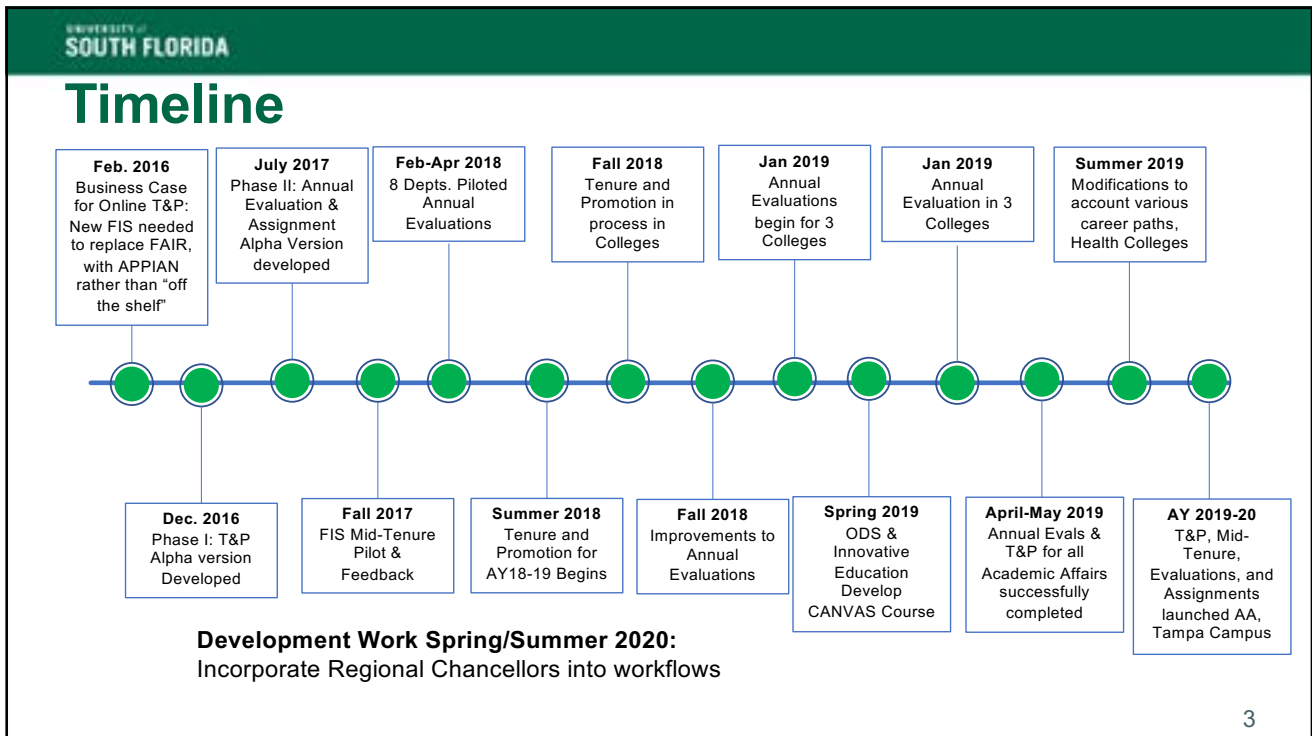 UNIVERSITY of
SOUTH FLORIDA
Timeline
Feb. 2016
Business Case
for Online T&P:
New FIS needed
to replace FAIR,
with APPIAN
rather than “off
the shelf”
July 2017
Phase II: Annual
Evaluation &
Assignment
Alpha Version
developed
Feb-Apr 2018
8 Depts. Piloted
Annual
Evaluations
Fall 2018
Tenure and
Promotion in
process in
Colleges
Jan 2019
Annual
Evaluations
begin for 3
Colleges
Jan 2019
Annual
Evaluation in 3
Colleges
Summer 2019
Modifications to
account various
career paths,
Health Colleges
Dec. 2016
Phase I: T&P
Alpha version
Developed
Fall 2017
FIS Mid-Tenure
Pilot &
Feedback
Summer 2018
Tenure and
Promotion for
AY18-19 Begins
Fall 2018
Improvements to
Annual
Evaluations
Spring 2019
ODS &
Innovative
Education
Develop
CANVAS Course
April-May 2019
Annual Evals &
T&P for all
Academic Affairs
successfully
completed
AY 2019-20
T&P, Mid-
Tenure,
Evaluations, and
Assignments
launched AA,
Tampa Campus
Development Work Spring/Summer 2020:
Incorporate Regional Chancellors into workflows
3